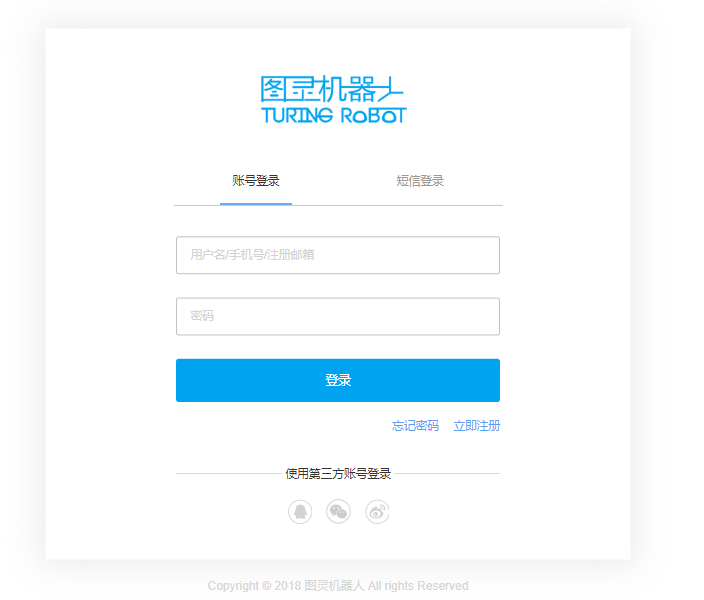 图灵机器人
TURING ROBOT
账号登录 短信登录
用户名/手机号/注册邮箱
密码
登录
忘记密码 立即注册
使用第三方账号登录
Copyright © 2018 图灵机器人 All rights Reserved